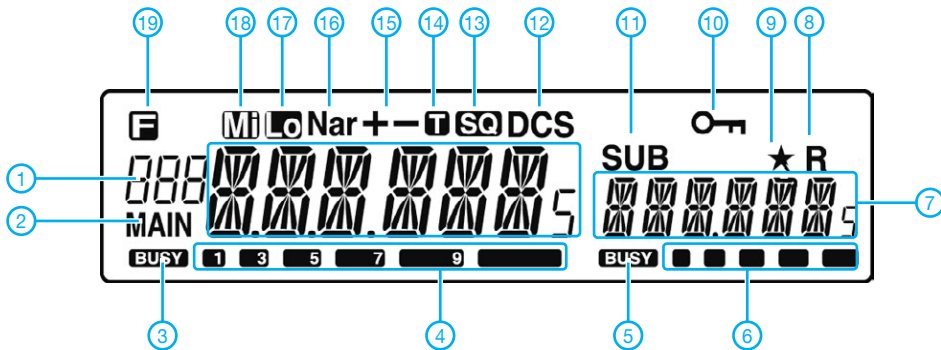 19 18 17 16 15 14 13 12 11 10 9 8
F Mi Lo Nar + − T SQ DCS
SUB ★ R
1
MAIN
2
7
BUSY 1 3 5 7 9 BUSY
3 4 5 6